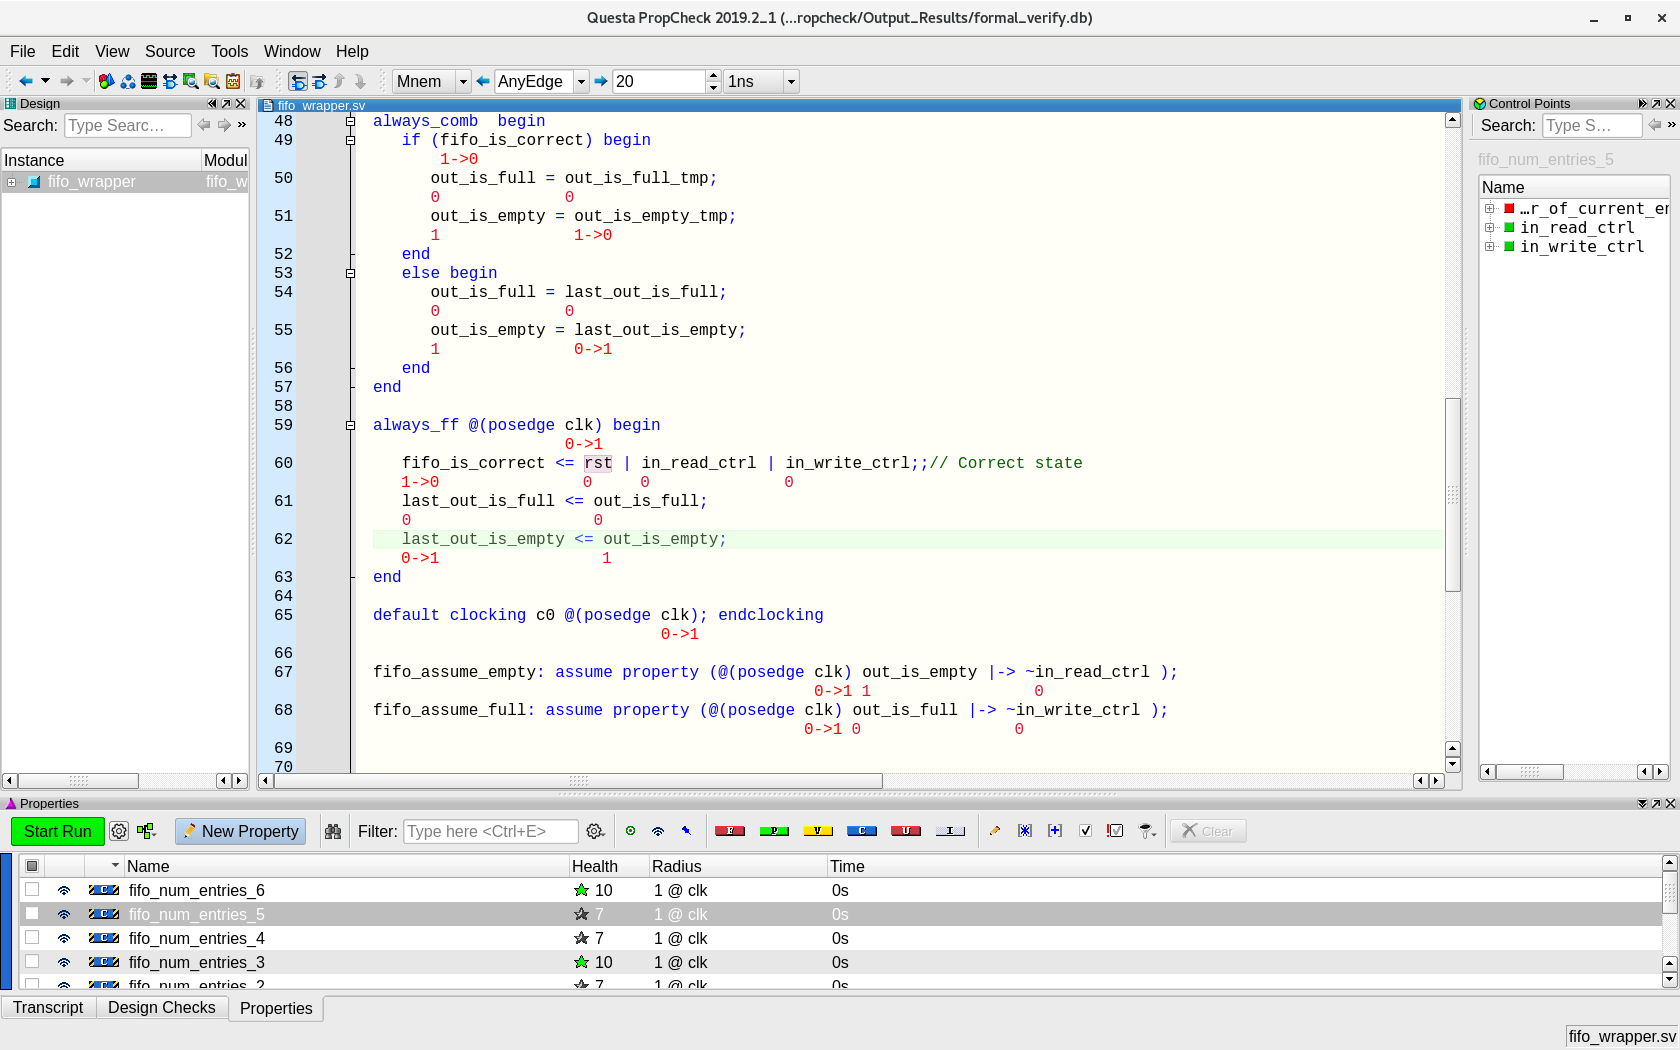 Questa PropCheck 2019.2_1 (...ropcheck/Output_Results/formal_verify.db)
File Edit View Source Tools Window Help
Mnem AnyEdge 20 1ns
Design
Search: Type Searc...
Instance Modul
fifo_wrapper fifo_w
fifo_wrapper.sv
48 always_comb begin
49 if (fifo_is_correct) begin
1->0
50 out_is_full = out_is_full_tmp;
0 0
51 out_is_empty = out_is_empty_tmp;
1 1->0
52 end
53 else begin
54 out_is_full = last_out_is_full;
0 0
55 out_is_empty = last_out_is_empty;
1 0->1
56 end
57 end
58
59 always_ff @(posedge clk) begin
0->1
60 fifo_is_correct <= rst | in_read_ctrl | in_write_ctrl;;// Correct state
1->0 0 0 0
61 last_out_is_full <= out_is_full;
0 0
62 last_out_is_empty <= out_is_empty;
0->1 1
63 end
64
65 default clocking c0 @(posedge clk); endclocking
0->1
66
67 fifo_assume_empty: assume property (@(posedge clk) out_is_empty |-> ~in_read_ctrl );
0->1 1 0
68 fifo_assume_full: assume property (@(posedge clk) out_is_full |-> ~in_write_ctrl );
0->1 0 0
69
70
Control Points
Search: Type S...
fifo_num_entries_5
Name
...r_of_current_er
in_read_ctrl
in_write_ctrl
Properties
Start Run New Property Filter: Type here <Ctrl+E> F P V C U I Clear
Name Health Radius Time
C fifo_num_entries_6 10 1 @ clk 0s
C fifo_num_entries_5 7 1 @ clk 0s
C fifo_num_entries_4 7 1 @ clk 0s
C fifo_num_entries_3 10 1 @ clk 0s
C fifo_num_entries_2 7 1 @ clk 0s
Transcript Design Checks Properties
fifo_wrapper.sv